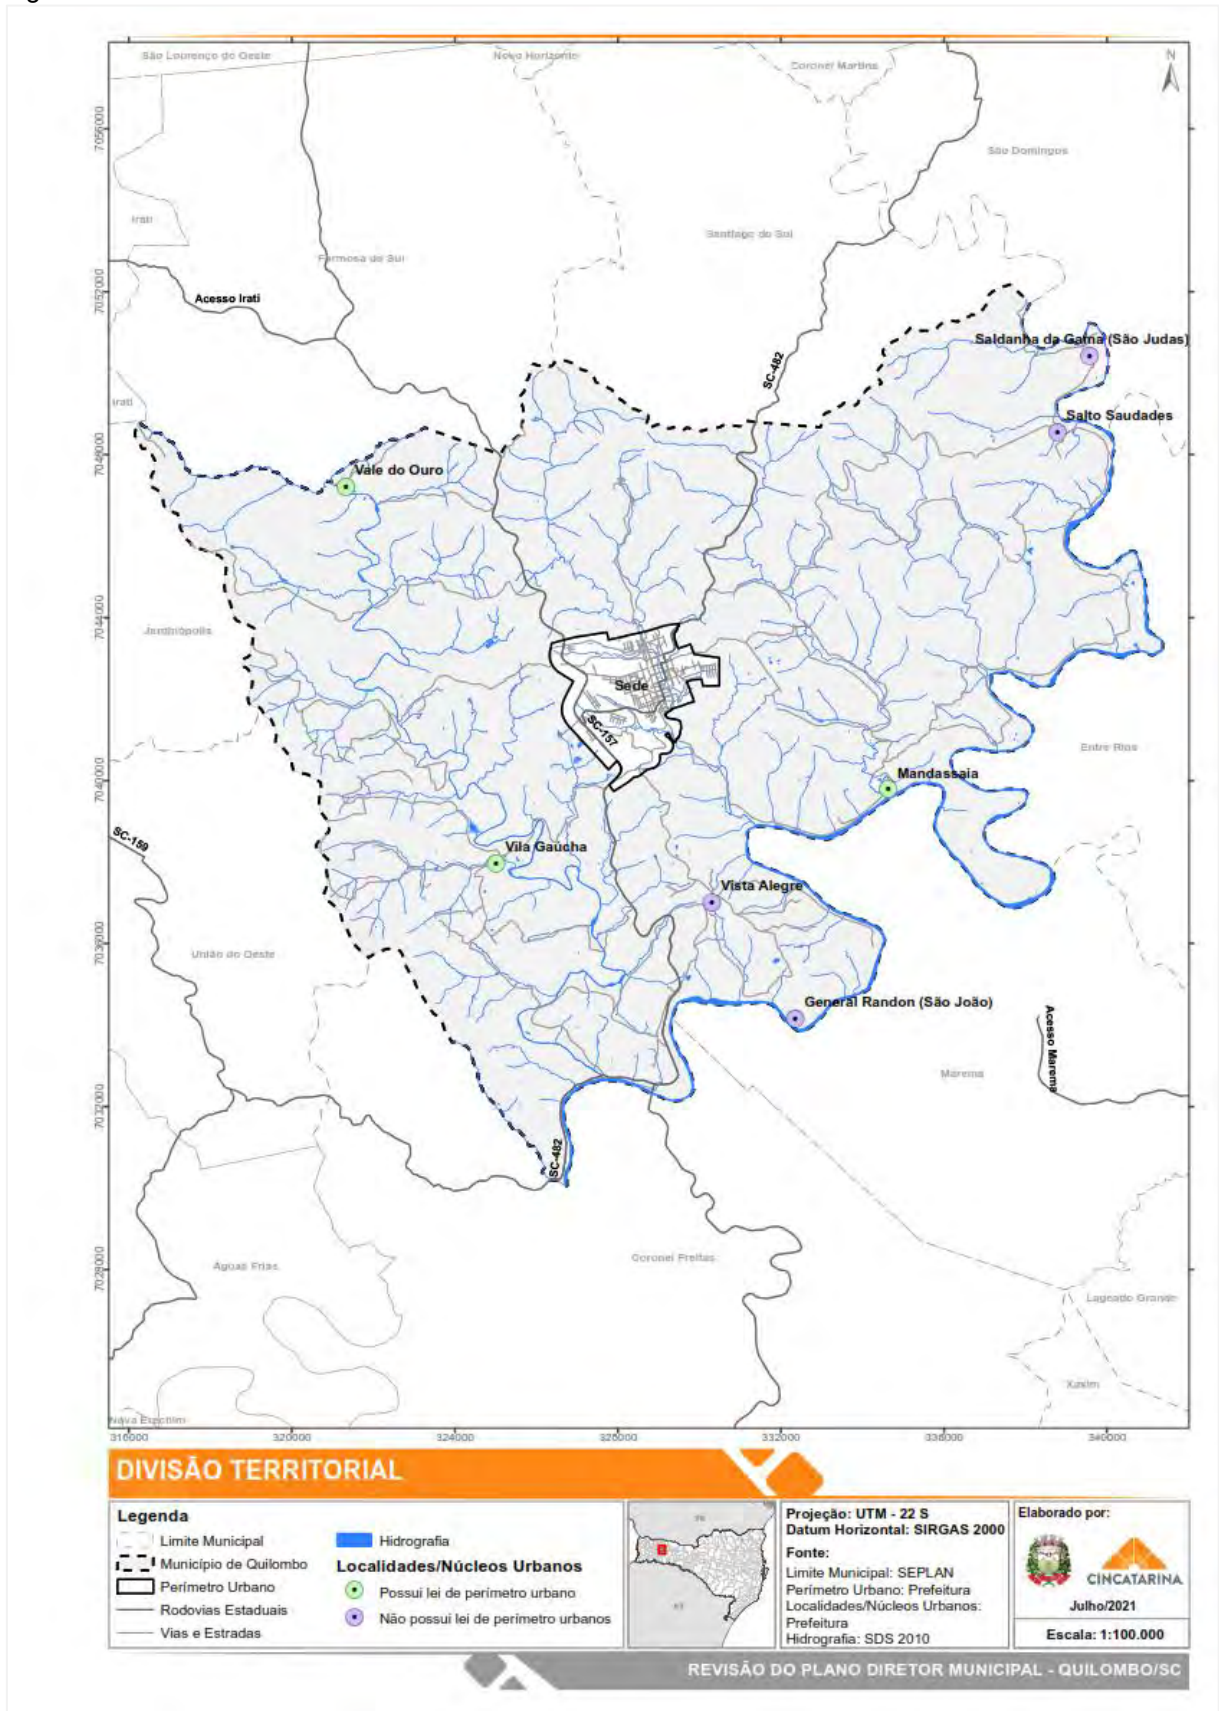 São Lourenço do Oeste
Novo Horizonte
Coronel Martins
N
São Domingos
Irati
Santiago do Sul
Formosa do Sul
Acesso Irati
SC-482
Saldanha da Gama (São Judas)
Irati
Salto Saudades
Vale do Ouro
Jardinópolis
Sede
SC-157
Entre Rios
Mandassaia
SC-159
Vila Gaúcha
Vista Alegre
União do Oeste
General Randon (São João)
Acesso Marema
Marema
SC-482
Águas Frias
Coronel Freitas
Lageado Grande
Xaxim
Nova Erechim
7056000
7052000
7048000
7044000
7040000
7036000
7032000
7028000
316000 320000 324000 328000 332000 336000 340000
DIVISÃO TERRITORIAL
Legenda
Limite Municipal
Município de Quilombo
Perímetro Urbano
Rodovias Estaduais
Vias e Estradas
Hidrografia
Localidades/Núcleos Urbanos
Possui lei de perímetro urbano
Não possui lei de perímetro urbanos
PR
RS
Projeção: UTM - 22 S
Datum Horizontal: SIRGAS 2000
Fonte:
Limite Municipal: SEPLAN
Perímetro Urbano: Prefeitura
Localidades/Núcleos Urbanos:
Prefeitura
Hidrografia: SDS 2010
Elaborado por:
CINCATARINA
Julho/2021
Escala: 1:100.000
REVISÃO DO PLANO DIRETOR MUNICIPAL - QUILOMBO/SC